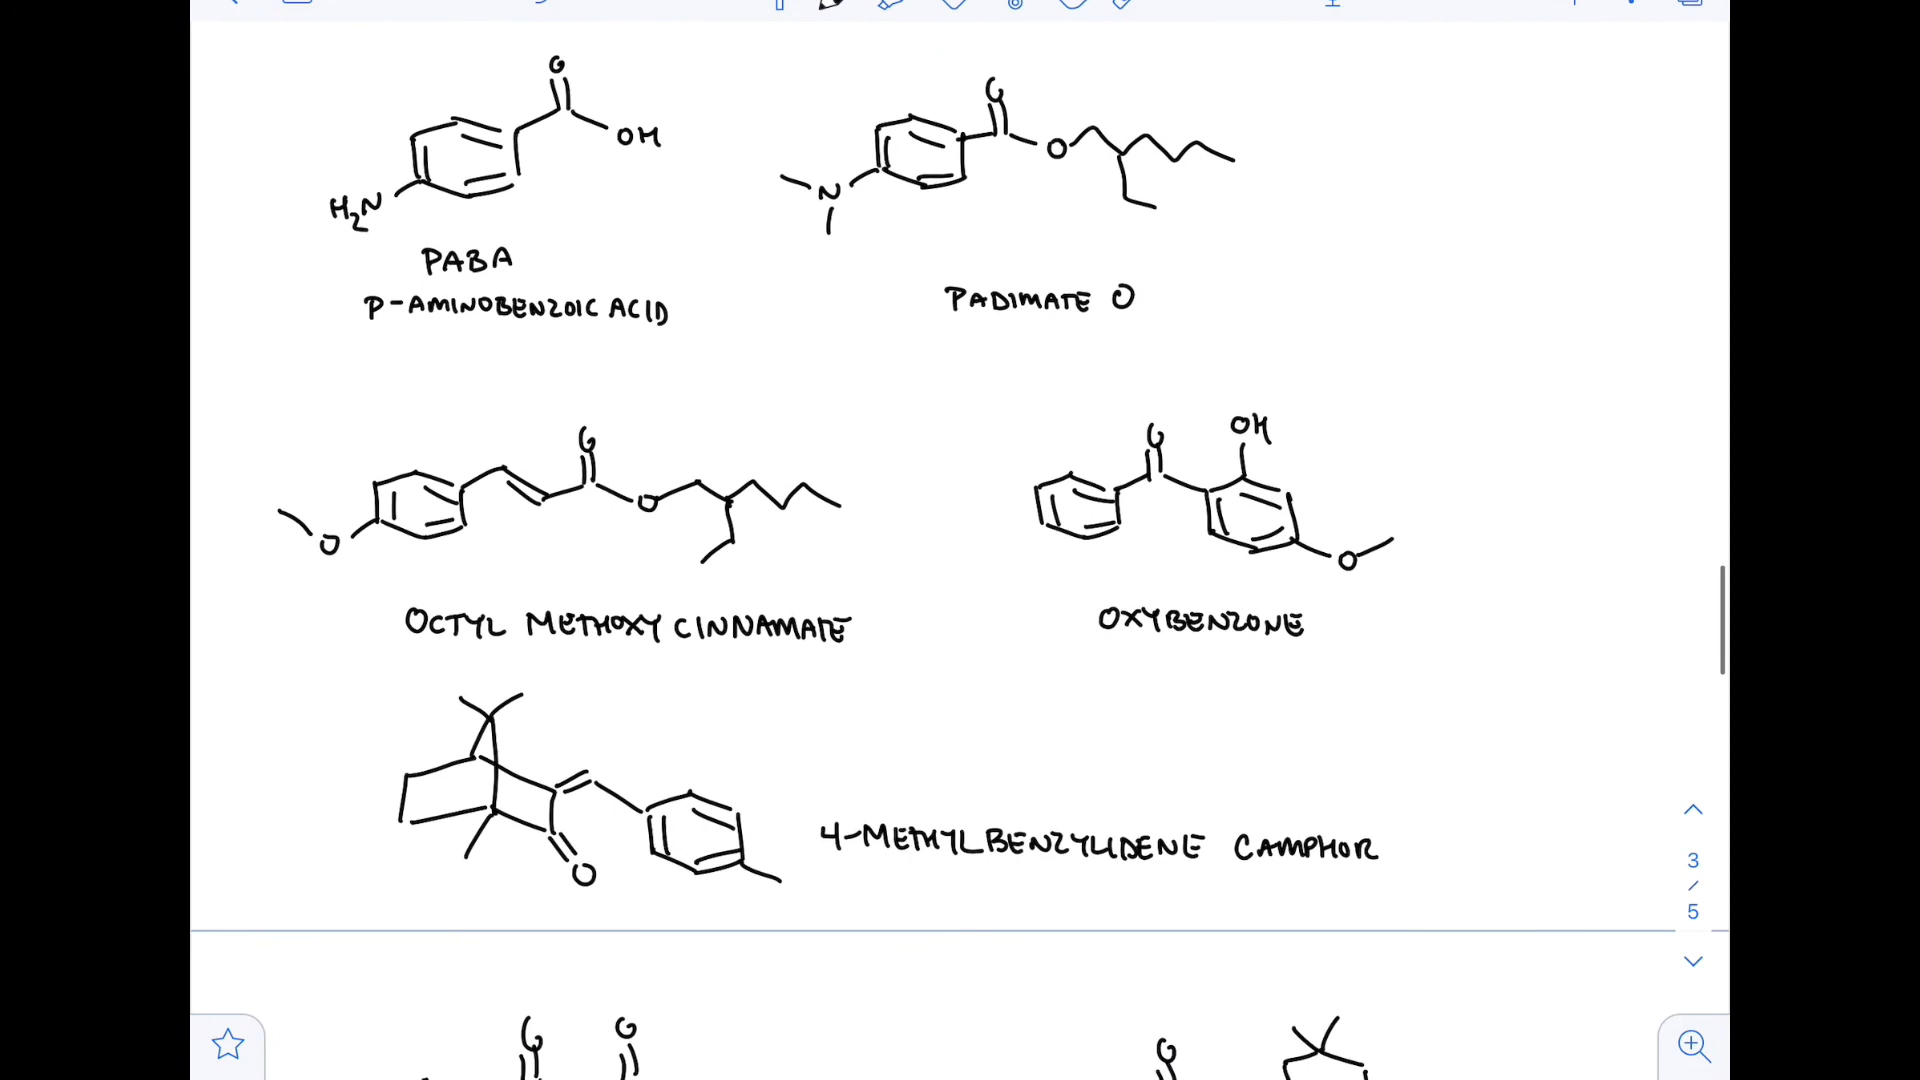 O
OH
H2N
PABA
P-AMINOBENZOIC ACID
O
O
N
PADIMATE O
O
O
O
OCTYL METHOXY CINNAMATE
O
OH
O
OXYBENZONE
O
4-METHYLBENZYLIDENE CAMPHOR
3
/
5
O
O
O